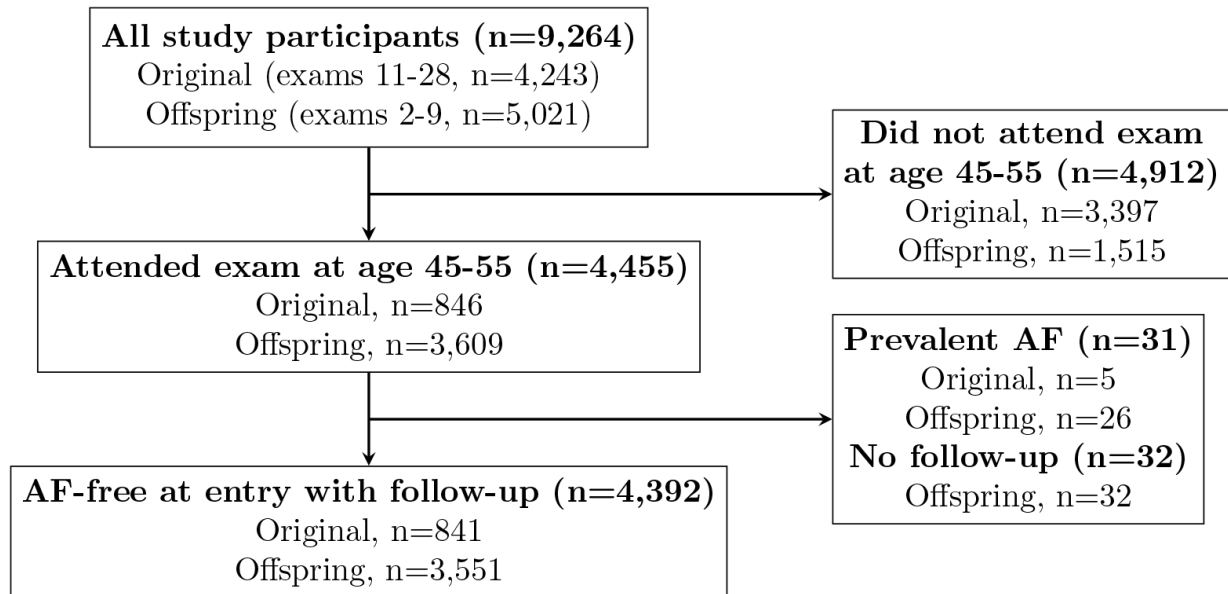 All study participants (n=9,264)
Original (exams 11-28, n=4,243)
Offspring (exams 2-9, n=5,021)
Did not attend exam
at age 45-55 (n=4,912)
Original, n=3,397
Offspring, n=1,515
Attended exam at age 45-55 (n=4,455)
Original, n=846
Offspring, n=3,609
Prevalent AF (n=31)
Original, n=5
Offspring, n=26
No follow-up (n=32)
Offspring, n=32
AF-free at entry with follow-up (n=4,392)
Original, n=841
Offspring, n=3,551